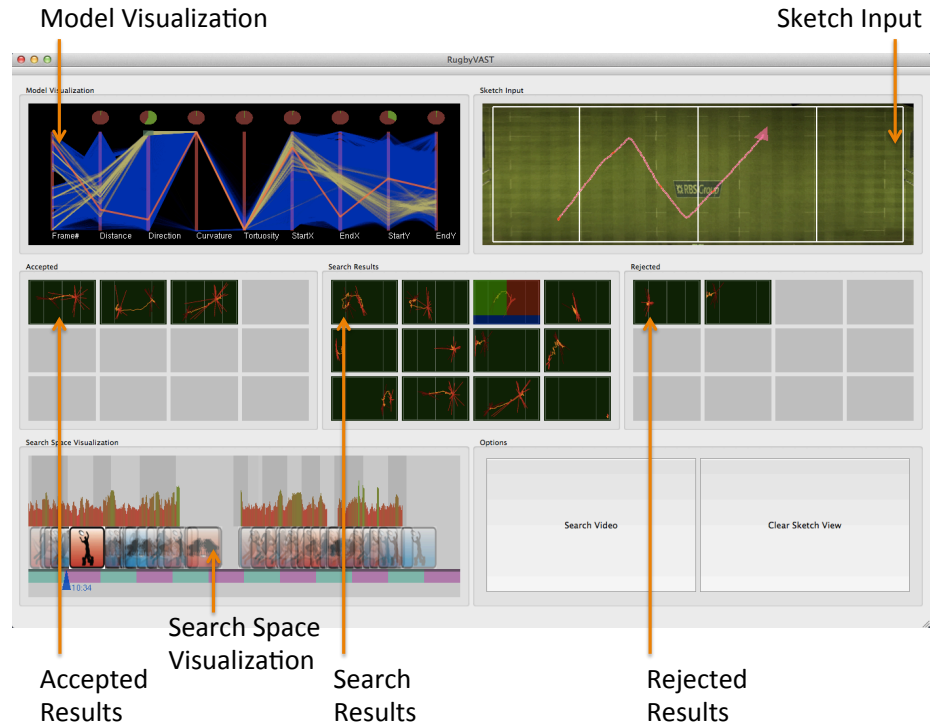 Model Visualization
Sketch Input
RugbyVAST
Model Visualization
Sketch Input
Frame# Distance Direction Curvature Tortuosity StartX EndX StartY EndY
RBS Group
Accepted
Search Results
Rejected
Search Space Visualization
Options
Search Video
Clear Sketch View
10:34
Search Space
Visualization
Accepted
Results
Search
Results
Rejected
Results